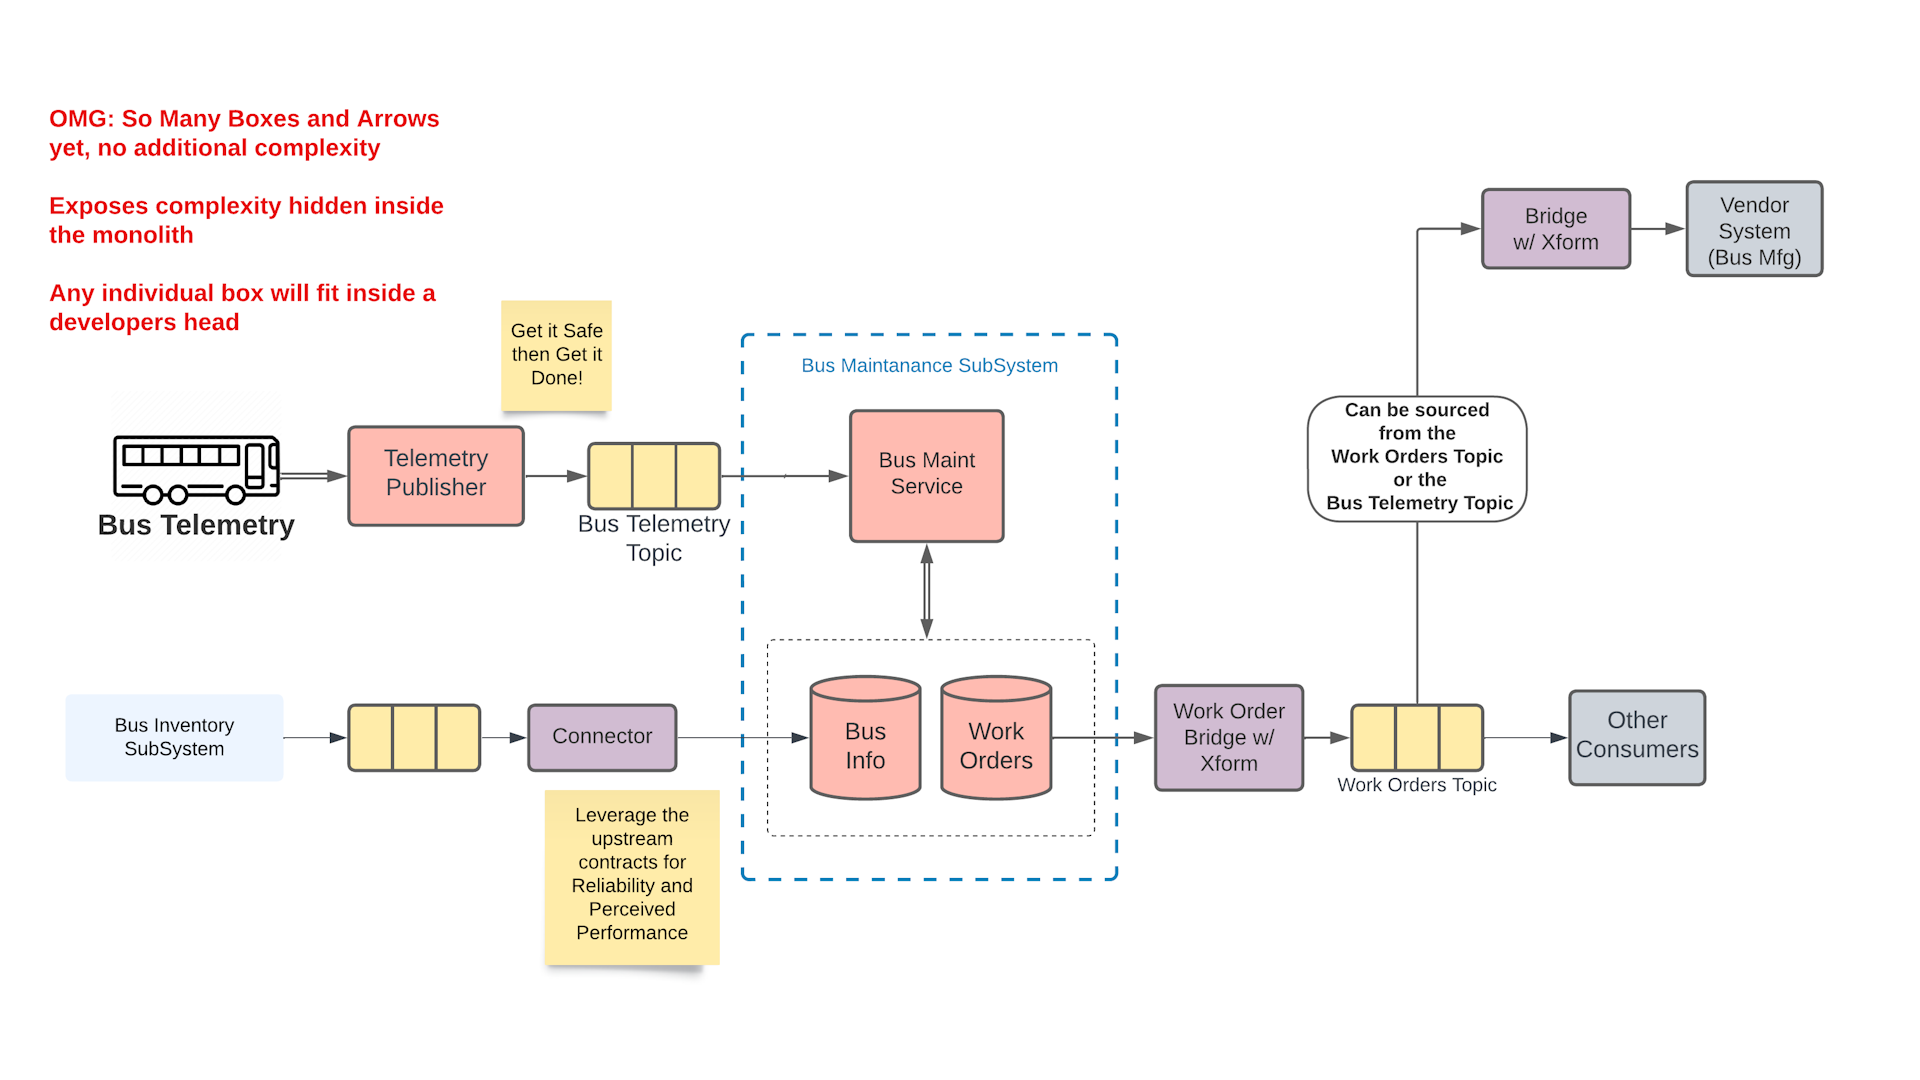 OMG: So Many Boxes and Arrows
yet, no additional complexity
Exposes complexity hidden inside
the monolith
Any individual box will fit inside a
developers head
Get it Safe
then Get it
Done!
Bus Telemetry
Telemetry
Publisher
Bus Telemetry
Topic
Bus Maintanance SubSystem
Bus Maint
Service
Bus Inventory
SubSystem
Connector
Leverage the
upstream
contracts for
Reliability and
Perceived
Performance
Bus
Info
Work
Orders
Work Order
Bridge w/
Xform
Work Orders Topic
Other
Consumers
Can be sourced
from the
Work Orders Topic
or the
Bus Telemetry Topic
Bridge
w/ Xform
Vendor
System
(Bus Mfg)